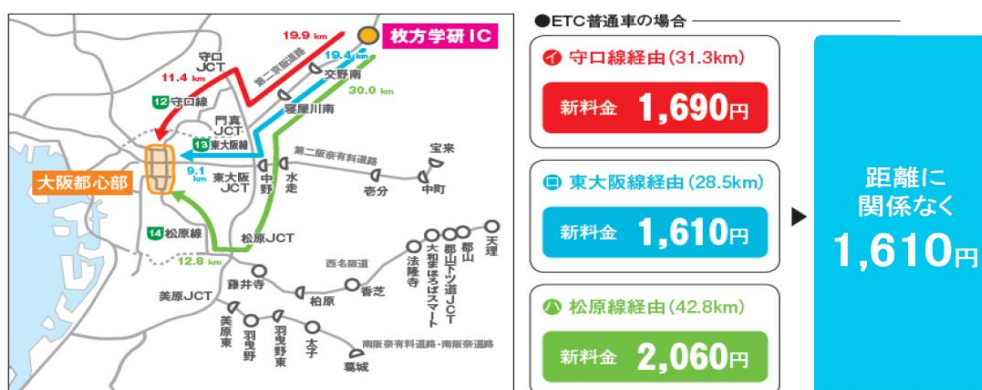 19.9 km
枚方学研IC
守口
JCT
11.4 km
第二京阪道路
19.4 km
交野南
30.0 km
12 守口線
寝屋川南
門真
JCT
13 東大阪線
第二阪奈有料道路
宝来
大阪都心部
9.1
km
東大阪
JCT
中野
水走
壱分
中町
14 松原線
松原JCT
12.8 km
西名阪道
法隆寺
大和まほろばスマート
郡山下ツ道JCT
郡山
天理
藤井寺
柏原
香芝
美原JCT
美原東
羽曳野
羽曳野東
太子
南阪奈有料道路・南阪奈道路
葛城
●ETC普通車の場合
イ 守口線経由(31.3km)
新料金 1,690円
ロ 東大阪線経由(28.5km)
新料金 1,610円
ハ 松原線経由(42.8km)
新料金 2,060円
▶
距離に
関係なく
1,610円